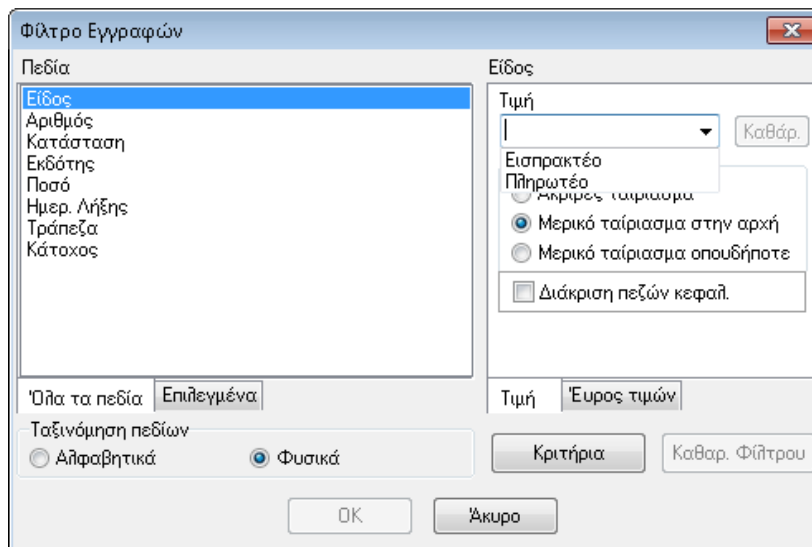 Φίλτρο Εγγραφών
Πεδία
Είδος
Αριθμός
Κατάσταση
Εκδότης
Ποσό
Ημερ. Λήξης
Τράπεζα
Κάτοχος
Όλα τα πεδία
Επιλεγμένα
Ταξινόμηση πεδίων
Αλφαβητικά
Φυσικά
Είδος
Τιμή
Καθάρ.
Εισπρακτέο
Πληρωτέο
Ακριβές ταίριασμα
Μερικό ταίριασμα στην αρχή
Μερικό ταίριασμα οπουδήποτε
Διάκριση πεζών κεφαλ.
Τιμή
Έυρος τιμών
Κριτήρια
Καθαρ. Φίλτρου
OK
Άκυρο